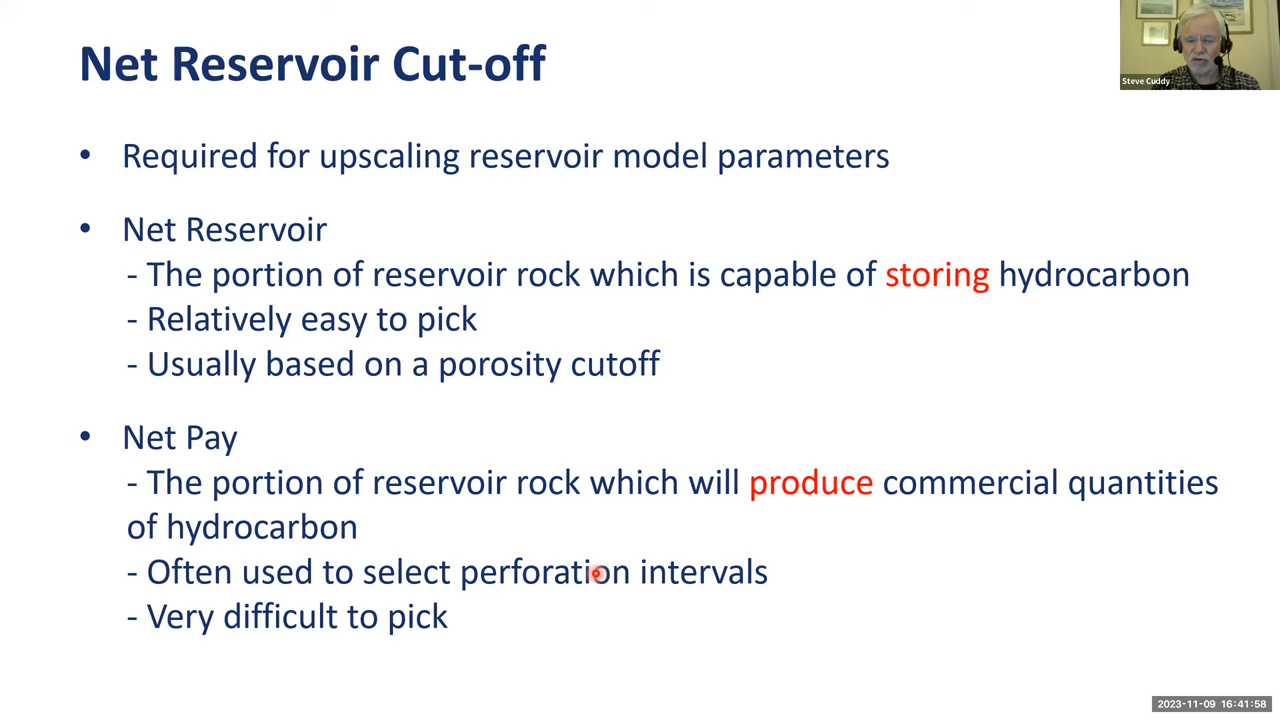 Net Reservoir Cut-off
Steve Cuddy
• Required for upscaling reservoir model parameters
• Net Reservoir
- The portion of reservoir rock which is capable of storing hydrocarbon
- Relatively easy to pick
- Usually based on a porosity cutoff
• Net Pay
- The portion of reservoir rock which will produce commercial quantities
of hydrocarbon
- Often used to select perforation intervals
- Very difficult to pick
2023-11-09 16:41:58